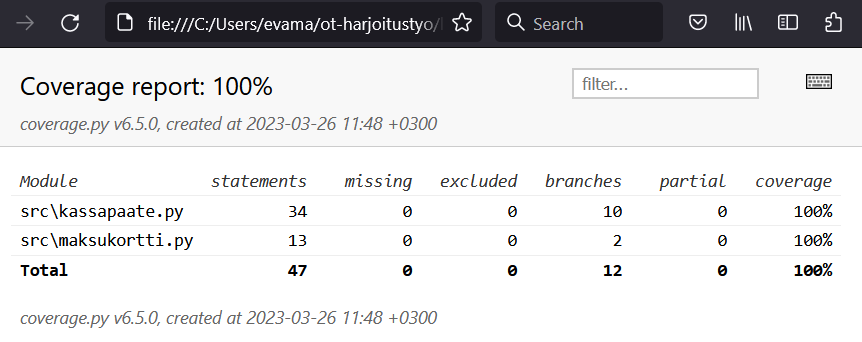 file:///C:/Users/evama/ot-harjoitustyo/ Search
Coverage report: 100% filter...
coverage.py v6.5.0, created at 2023-03-26 11:48 +0300
Module statements missing excluded branches partial coverage
src\kassapaate.py 34 0 0 10 0 100%
src\maksukortti.py 13 0 0 2 0 100%
Total 47 0 0 12 0 100%
coverage.py v6.5.0, created at 2023-03-26 11:48 +0300